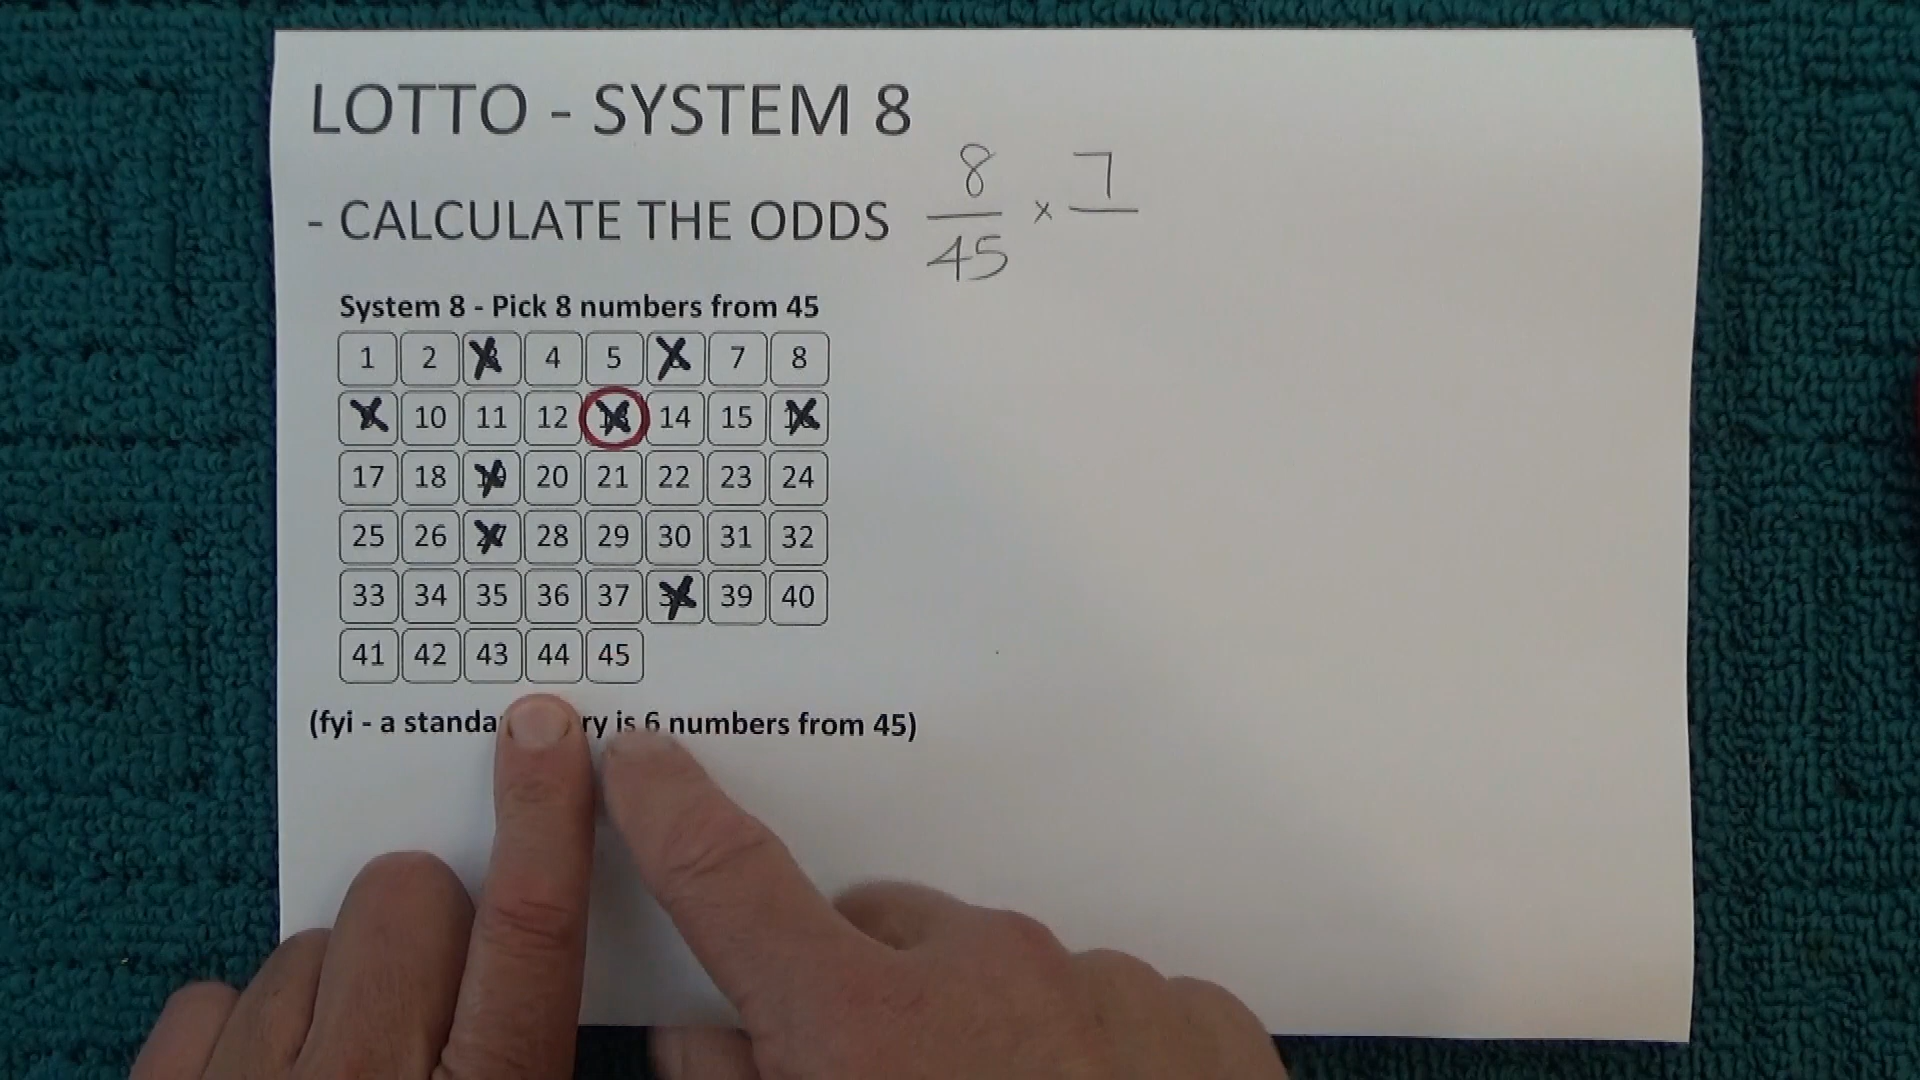 LOTTO - SYSTEM 8
- CALCULATE THE ODDS
8/45 × 7/
System 8 - Pick 8 numbers from 45
1 2 4 5 7 8
10 11 12 14 15
17 18 20 21 22 23 24
25 26 28 29 30 31 32
33 34 35 36 37 39 40
41 42 43 44 45
(fyi - a is 6 numbers from 45)